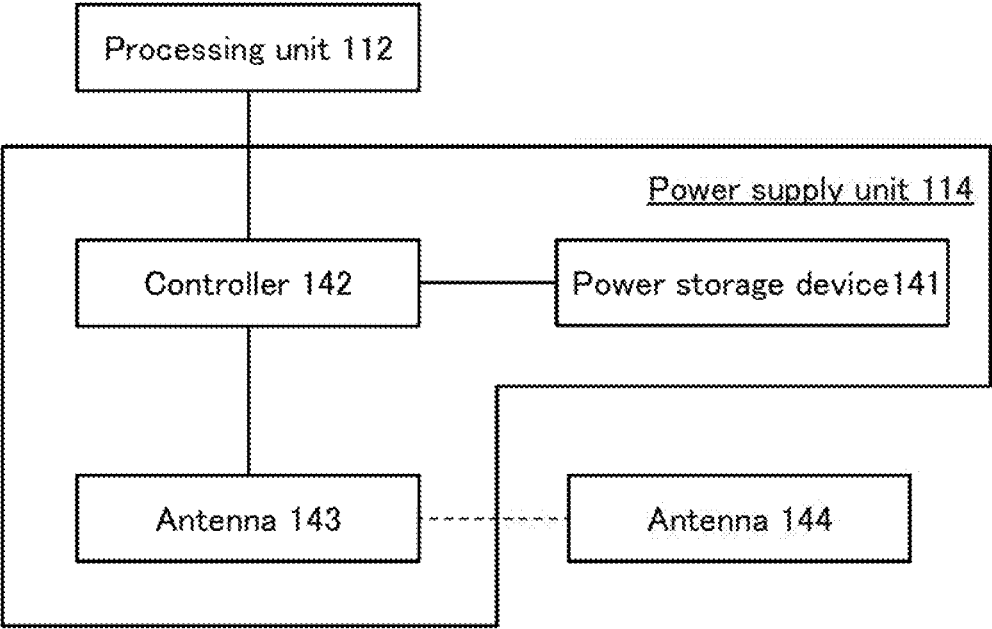 Processing unit 112
Power supply unit 114
Controller 142
Power storage device141
Antenna 143
Antenna 144